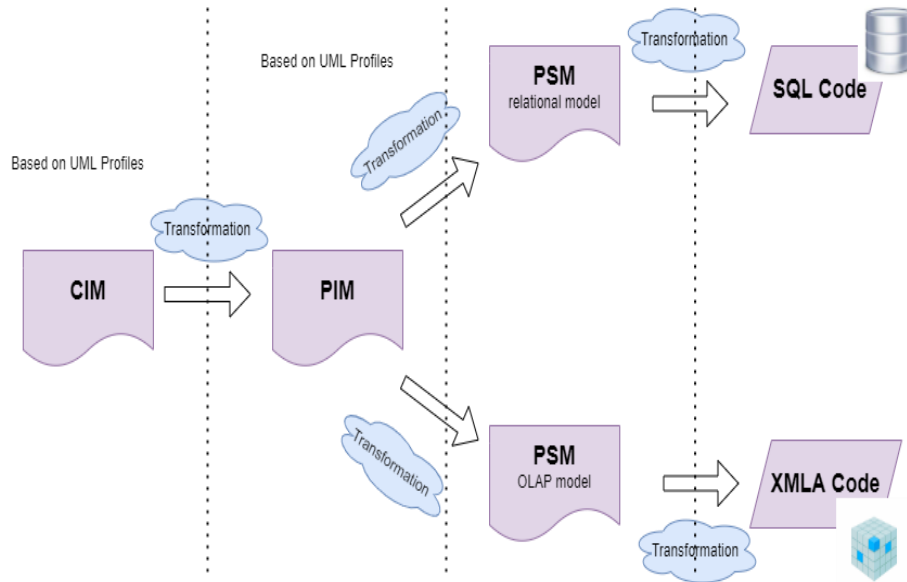 Based on UML Profiles
Based on UML Profiles
Transformation
CIM
PIM
Transformation
PSM
relational model
Transformation
SQL Code
Transformation
PSM
OLAP model
Transformation
XMLA Code